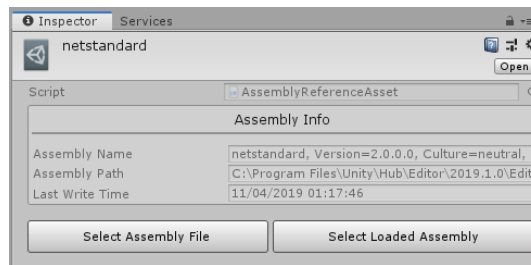 Inspector Services
netstandard
Open
Script AssemblyReferenceAsset
Assembly Info
Assembly Name netstandard, Version=2.0.0.0, Culture=neutral,
Assembly Path C:\Program Files\Unity\Hub\Editor\2019.1.0\Edit
Last Write Time 11/04/2019 01:17:46
Select Assembly File Select Loaded Assembly